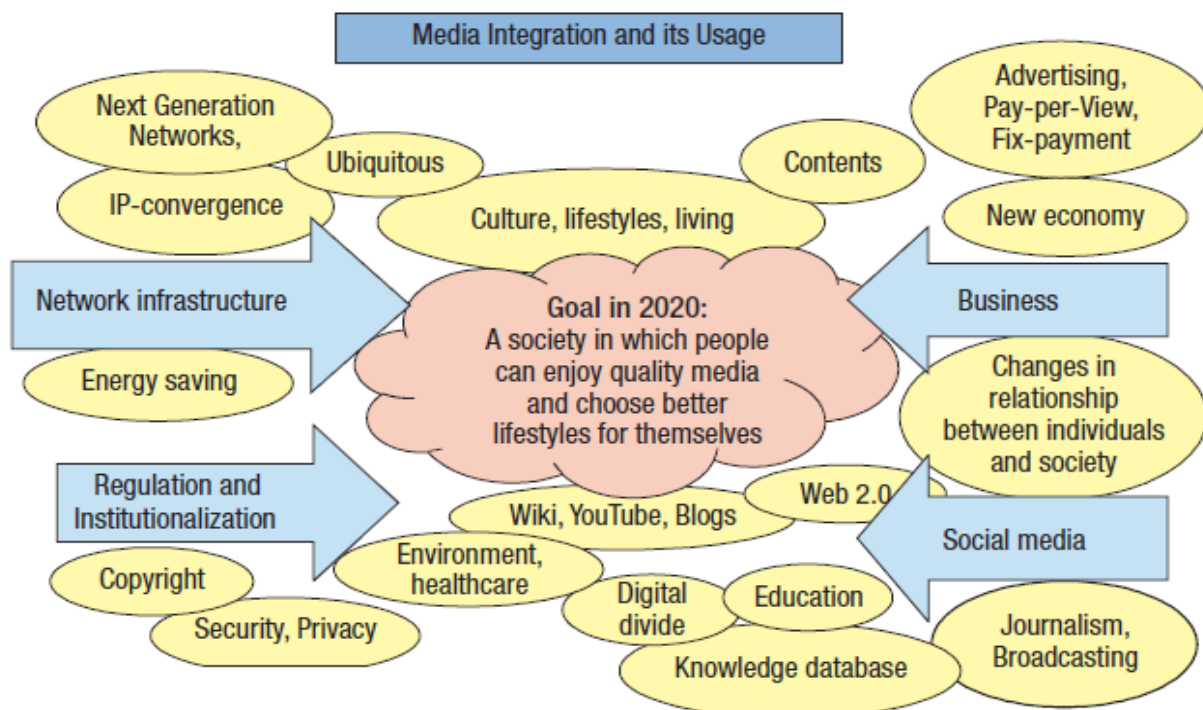 Media Integration and its Usage
Next Generation
Networks,
Ubiquitous
IP-convergence
Culture, lifestyles, living
Contents
Advertising,
Pay-per-View,
Fix-payment
New economy
Network infrastructure
Energy saving
Goal in 2020:
A society in which people
can enjoy quality media
and choose better
lifestyles for themselves
Business
Changes in
relationship
between individuals
and society
Regulation and
Institutionalization
Copyright
Security, Privacy
Wiki, YouTube, Blogs
Web 2.0
Environment,
healthcare
Digital
divide
Education
Knowledge database
Social media
Journalism,
Broadcasting